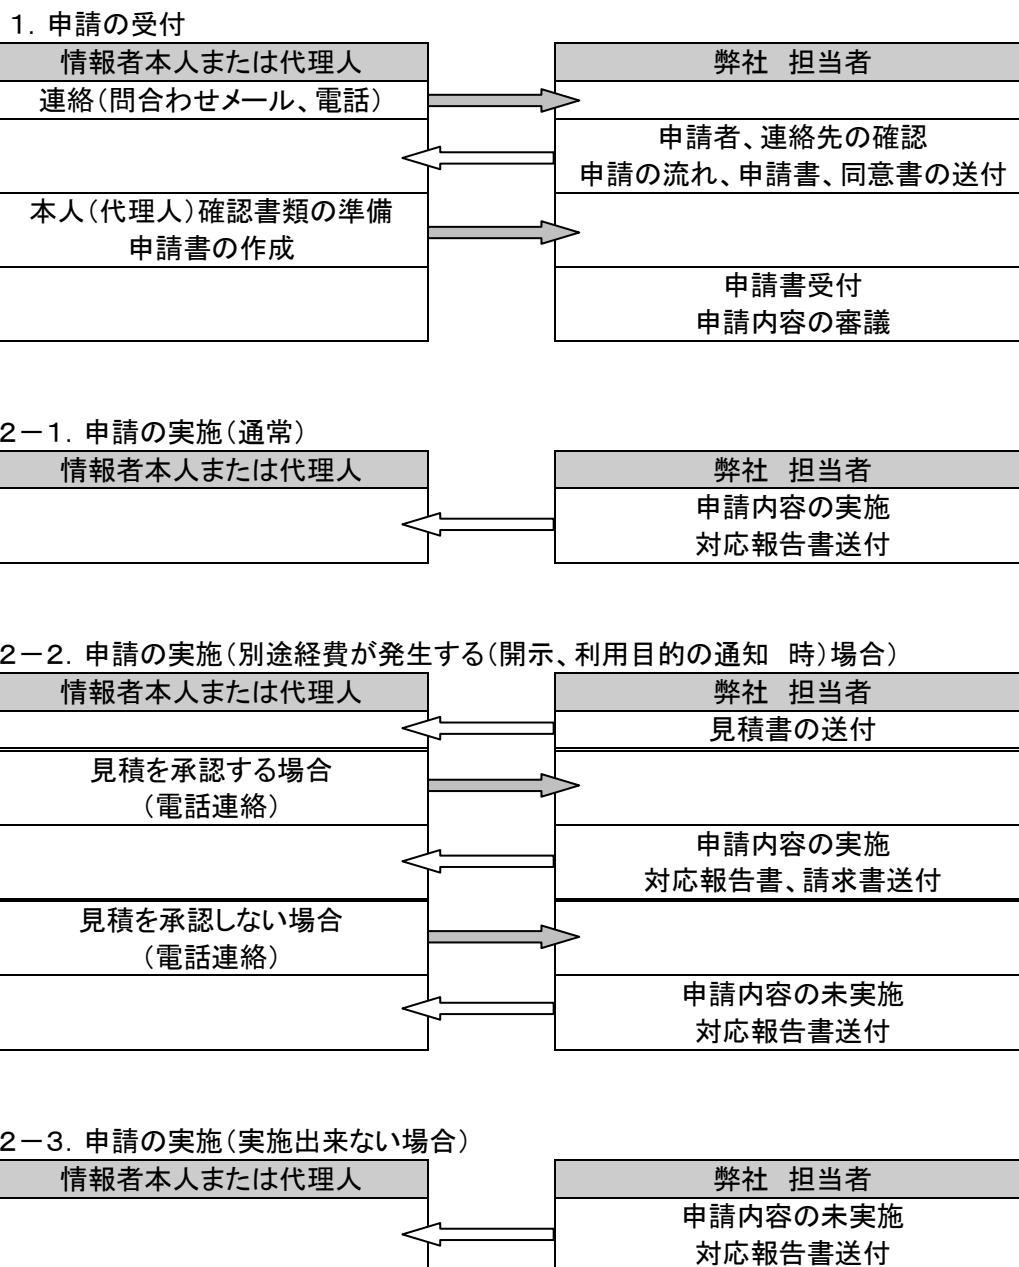 1．申請の受付
情報者本人または代理人
弊社　担当者
連絡（問合わせメール、電話）
申請者、連絡先の確認
申請の流れ、申請書、同意書の送付
本人（代理人）確認書類の準備
申請書の作成
申請書受付
申請内容の審議
2－1．申請の実施（通常）
情報者本人または代理人
弊社　担当者
申請内容の実施
対応報告書送付
2－2．申請の実施（別途経費が発生する（開示、利用目的の通知　時）場合）
情報者本人または代理人
弊社　担当者
見積書の送付
見積を承認する場合
（電話連絡）
申請内容の実施
対応報告書、請求書送付
見積を承認しない場合
（電話連絡）
申請内容の未実施
対応報告書送付
2－3．申請の実施（実施出来ない場合）
情報者本人または代理人
弊社　担当者
申請内容の未実施
対応報告書送付